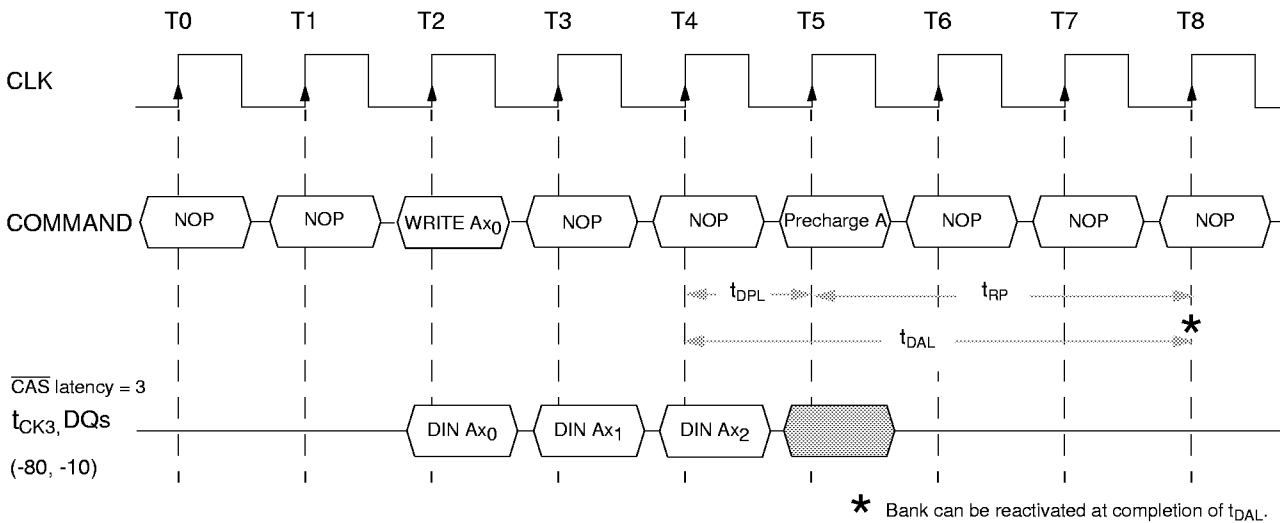 T0 T1 T2 T3 T4 T5 T6 T7 T8
CLK
COMMAND NOP NOP WRITE Ax0 NOP NOP Precharge A NOP NOP NOP
tDPL tRP
*
tDAL
CAS latency = 3
tCK3, DQs DIN Ax0 DIN Ax1 DIN Ax2
(-80, -10)
* Bank can be reactivated at completion of tDAL.